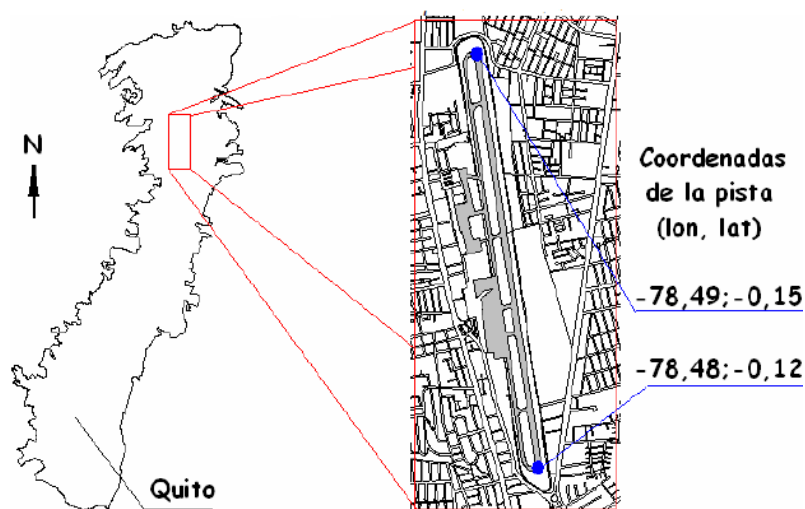 N
Quito
Coordenadas
de la pista
(lon, lat)
-78,49;-0,15
-78,48;-0,12